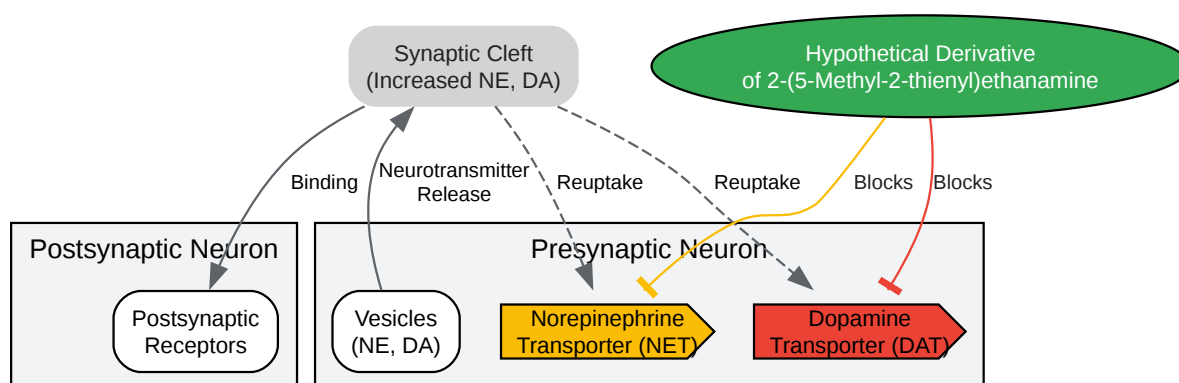 Synaptic Cleft
(Increased NE, DA)
Hypothetical Derivative
of 2-(5-Methyl-2-thienyl)ethanamine
Binding
Neurotransmitter
Release
Reuptake
Reuptake
Blocks
Blocks
Postsynaptic Neuron
Presynaptic Neuron
Postsynaptic
Receptors
Vesicles
(NE, DA)
Norepinephrine
Transporter (NET)
Dopamine
Transporter (DAT)